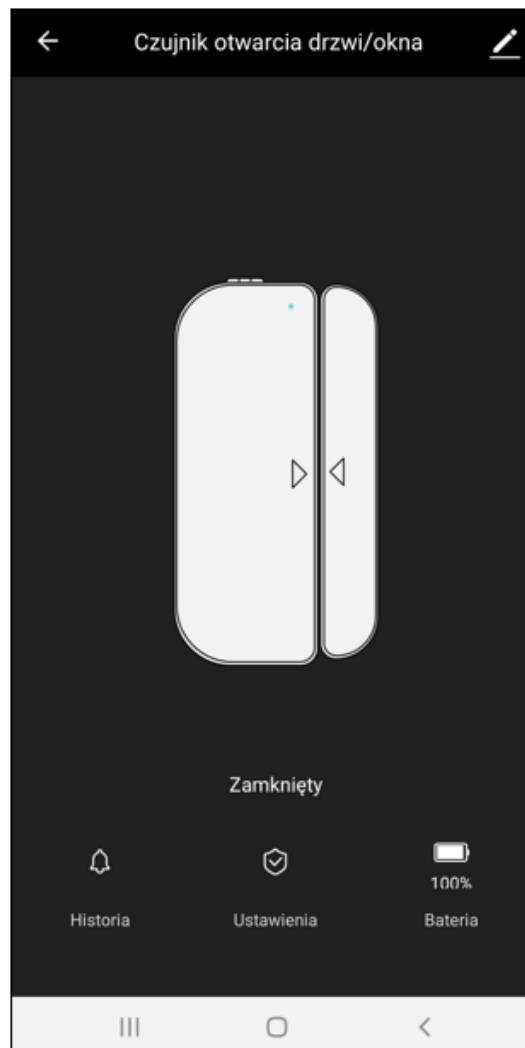 Czujnik otwarcia drzwi/okna
Zamknięty
100%
Historia
Ustawienia
Bateria